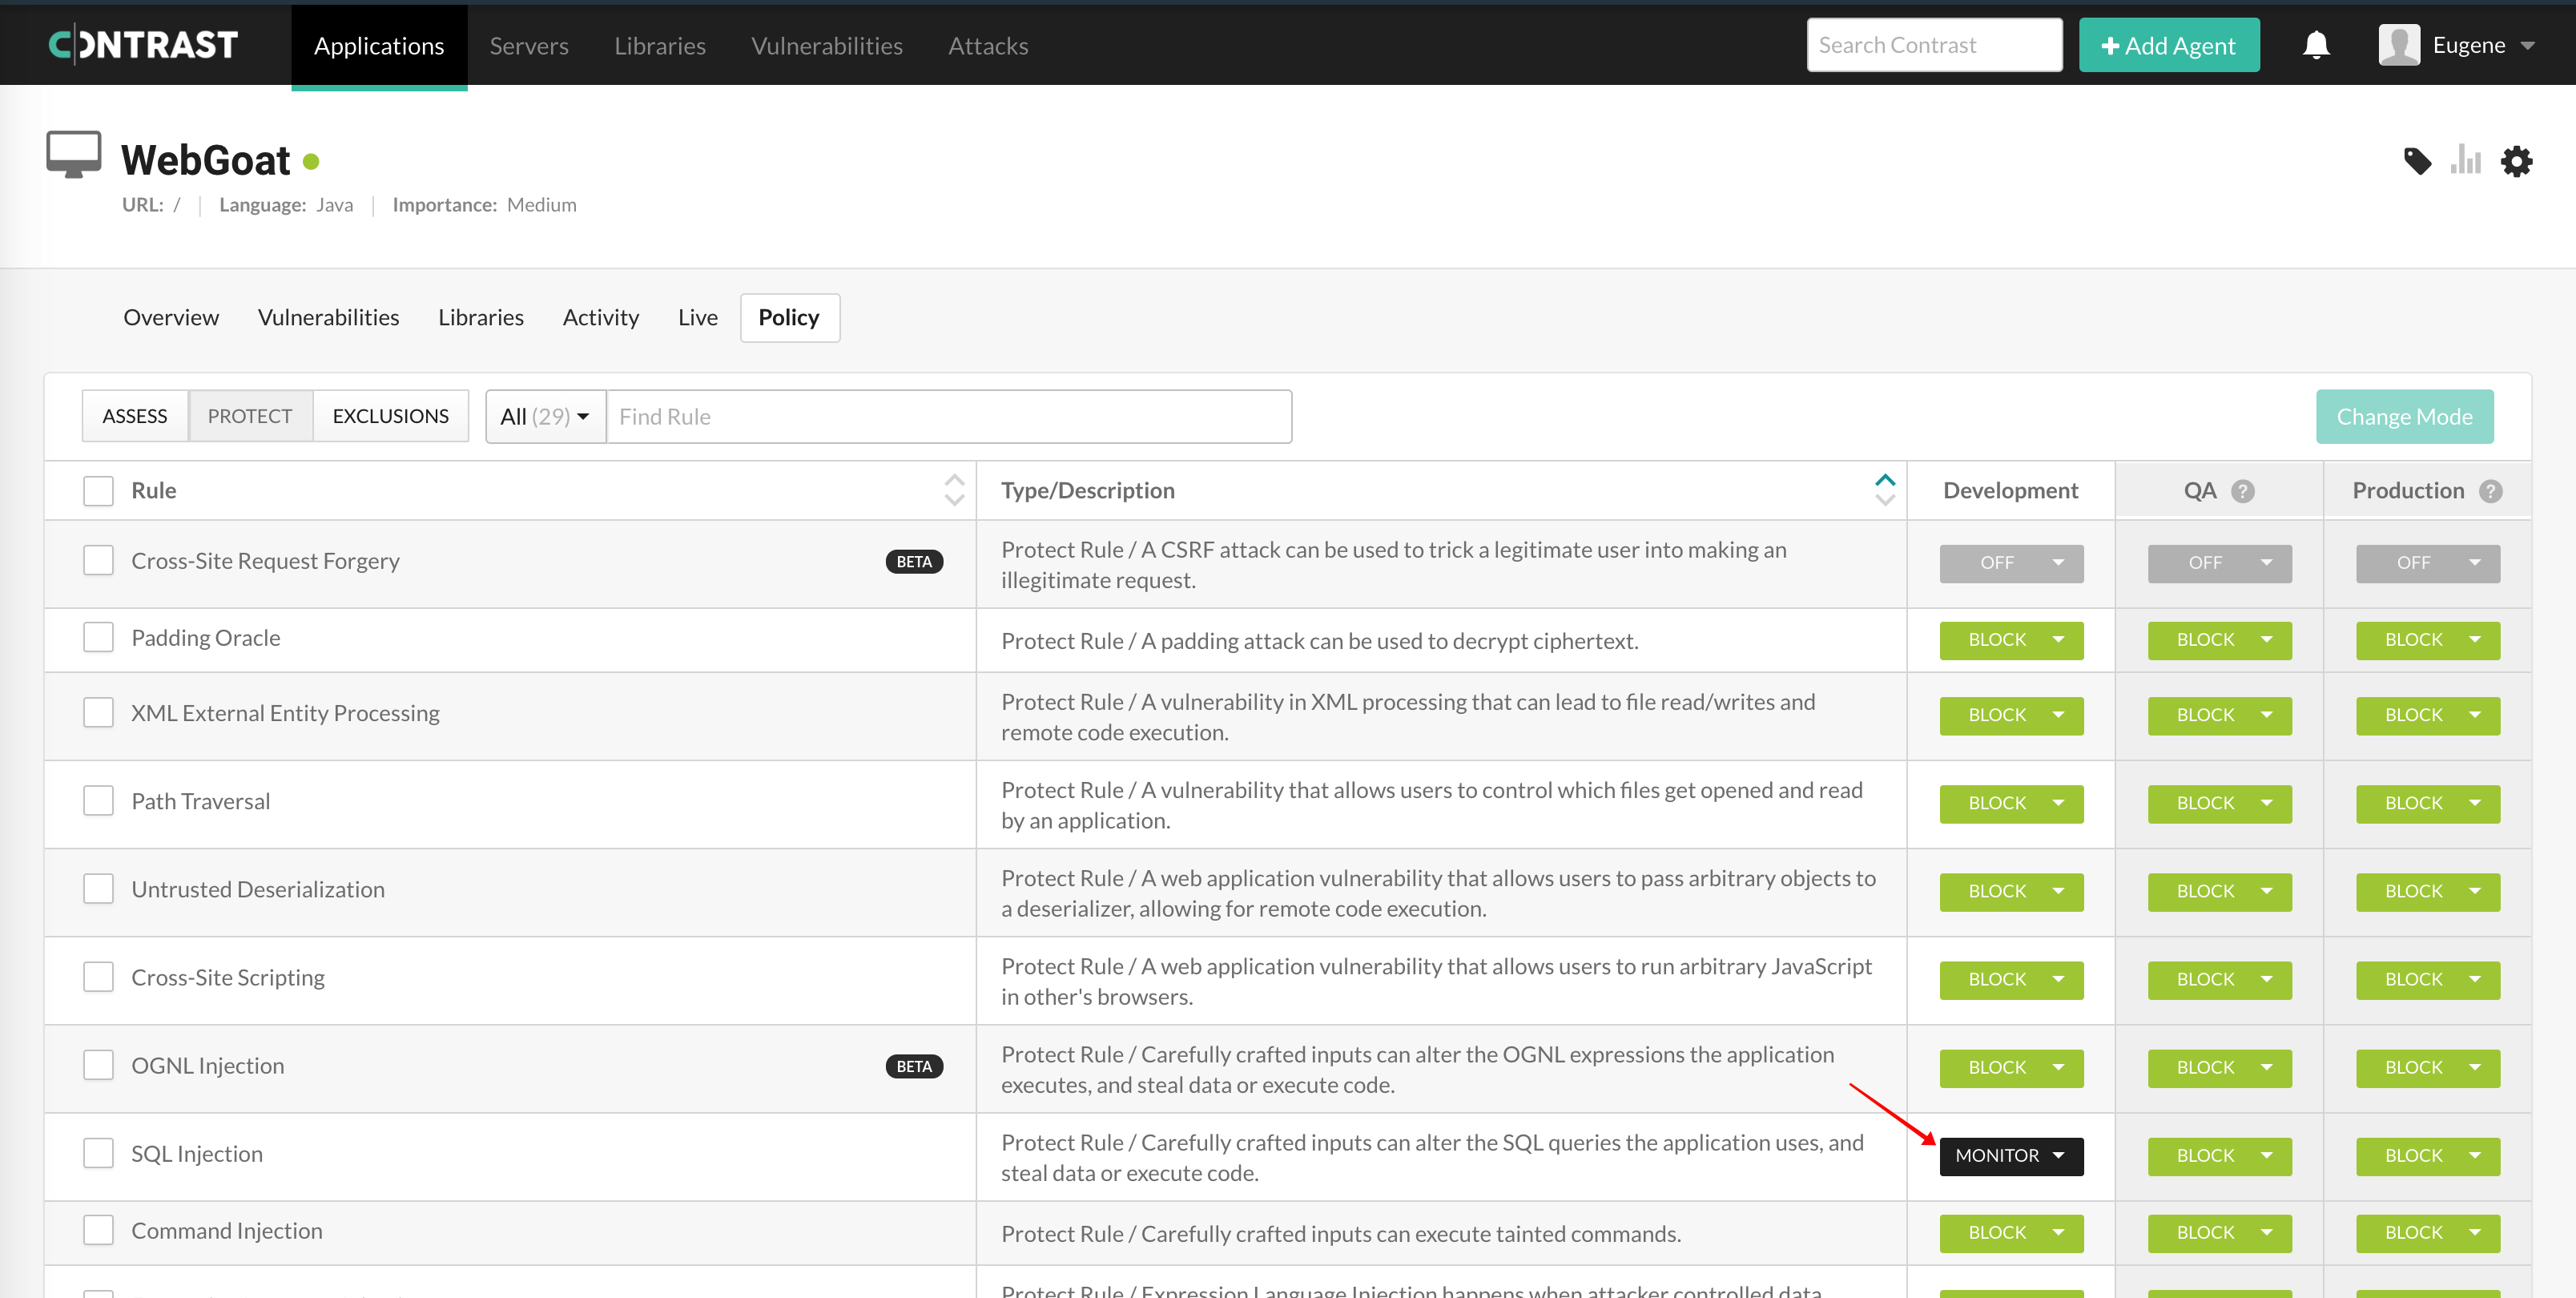 CONTRAST
Applications
Servers
Libraries
Vulnerabilities
Attacks
Search Contrast
+ Add Agent
Eugene
WebGoat
URL: / | Language: Java | Importance: Medium
Overview
Vulnerabilities
Libraries
Activity
Live
Policy
ASSESS
PROTECT
EXCLUSIONS
All (29)
Find Rule
Change Mode
Rule
Type/Description
Development
QA ?
Production ?
Cross-Site Request Forgery
BETA
Protect Rule / A CSRF attack can be used to trick a legitimate user into making an
illegitimate request.
OFF
OFF
OFF
Padding Oracle
Protect Rule / A padding attack can be used to decrypt ciphertext.
BLOCK
BLOCK
BLOCK
XML External Entity Processing
Protect Rule / A vulnerability in XML processing that can lead to file read/writes and
remote code execution.
BLOCK
BLOCK
BLOCK
Path Traversal
Protect Rule / A vulnerability that allows users to control which files get opened and read
by an application.
BLOCK
BLOCK
BLOCK
Untrusted Deserialization
Protect Rule / A web application vulnerability that allows users to pass arbitrary objects to
a deserializer, allowing for remote code execution.
BLOCK
BLOCK
BLOCK
Cross-Site Scripting
Protect Rule / A web application vulnerability that allows users to run arbitrary JavaScript
in other's browsers.
BLOCK
BLOCK
BLOCK
OGNL Injection
BETA
Protect Rule / Carefully crafted inputs can alter the OGNL expressions the application
executes, and steal data or execute code.
BLOCK
BLOCK
BLOCK
SQL Injection
Protect Rule / Carefully crafted inputs can alter the SQL queries the application uses, and
steal data or execute code.
MONITOR
BLOCK
BLOCK
Command Injection
Protect Rule / Carefully crafted inputs can execute tainted commands.
BLOCK
BLOCK
BLOCK
Protect Rule / Expression Language Injection happens when attacker controlled data